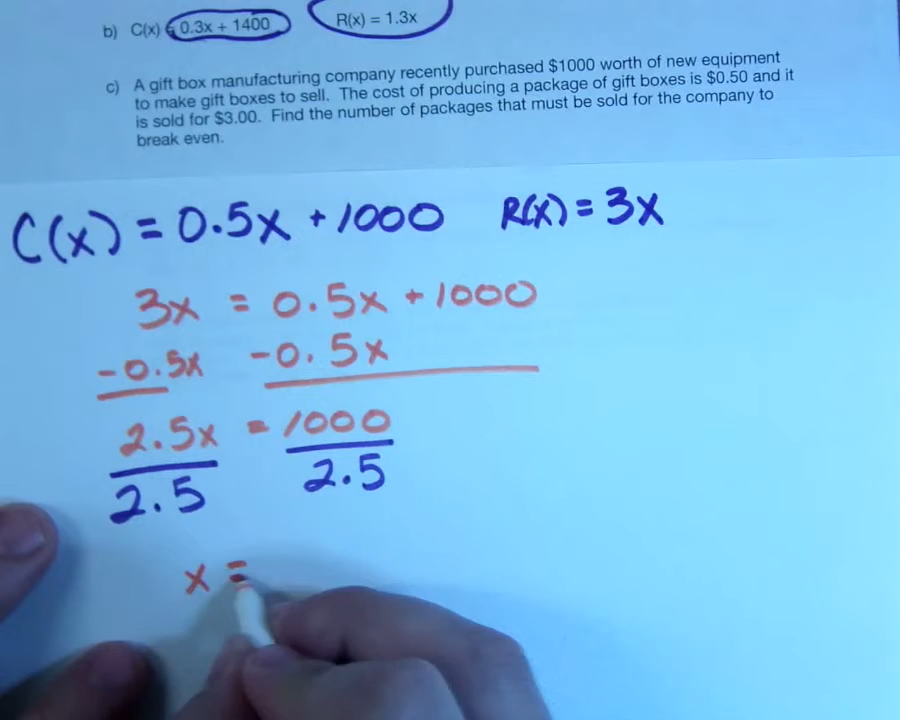 b) C(x) = 0.3x + 1400 R(x) = 1.3x
c) A gift box manufacturing company recently purchased $1000 worth of new equipment
to make gift boxes to sell. The cost of producing a package of gift boxes is $0.50 and it
is sold for $3.00. Find the number of packages that must be sold for the company to
break even.
C(x) = 0.5x + 1000 R(x) = 3x
3x = 0.5x + 1000
-0.5x -0.5x
2.5x = 1000
2.5 2.5
x =